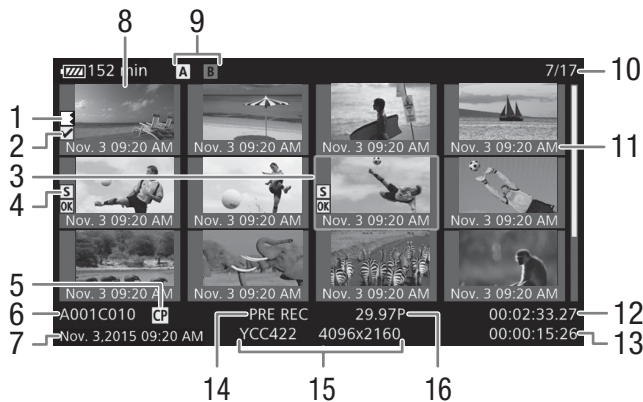 8 9
152 min A B 7/17 10
1
2 Nov. 3 09:20 AM Nov. 3 09:20 AM Nov. 3 09:20 AM Nov. 3 09:20 AM 11
3
4 S S
OK OK
Nov. 3 09:20 AM Nov. 3 09:20 AM Nov. 3 09:20 AM Nov. 3 09:20 AM
5
Nov. 3 09:20 AM Nov. 3 09:20 AM Nov. 3 09:20 AM Nov. 3 09:20 AM
6 A001C010 CP PRE REC 29.97P 00:02:33.27 12
7 Nov. 3,2015 09:20 AM YCC422 4096x2160 00:00:15:26 13
14 15 16